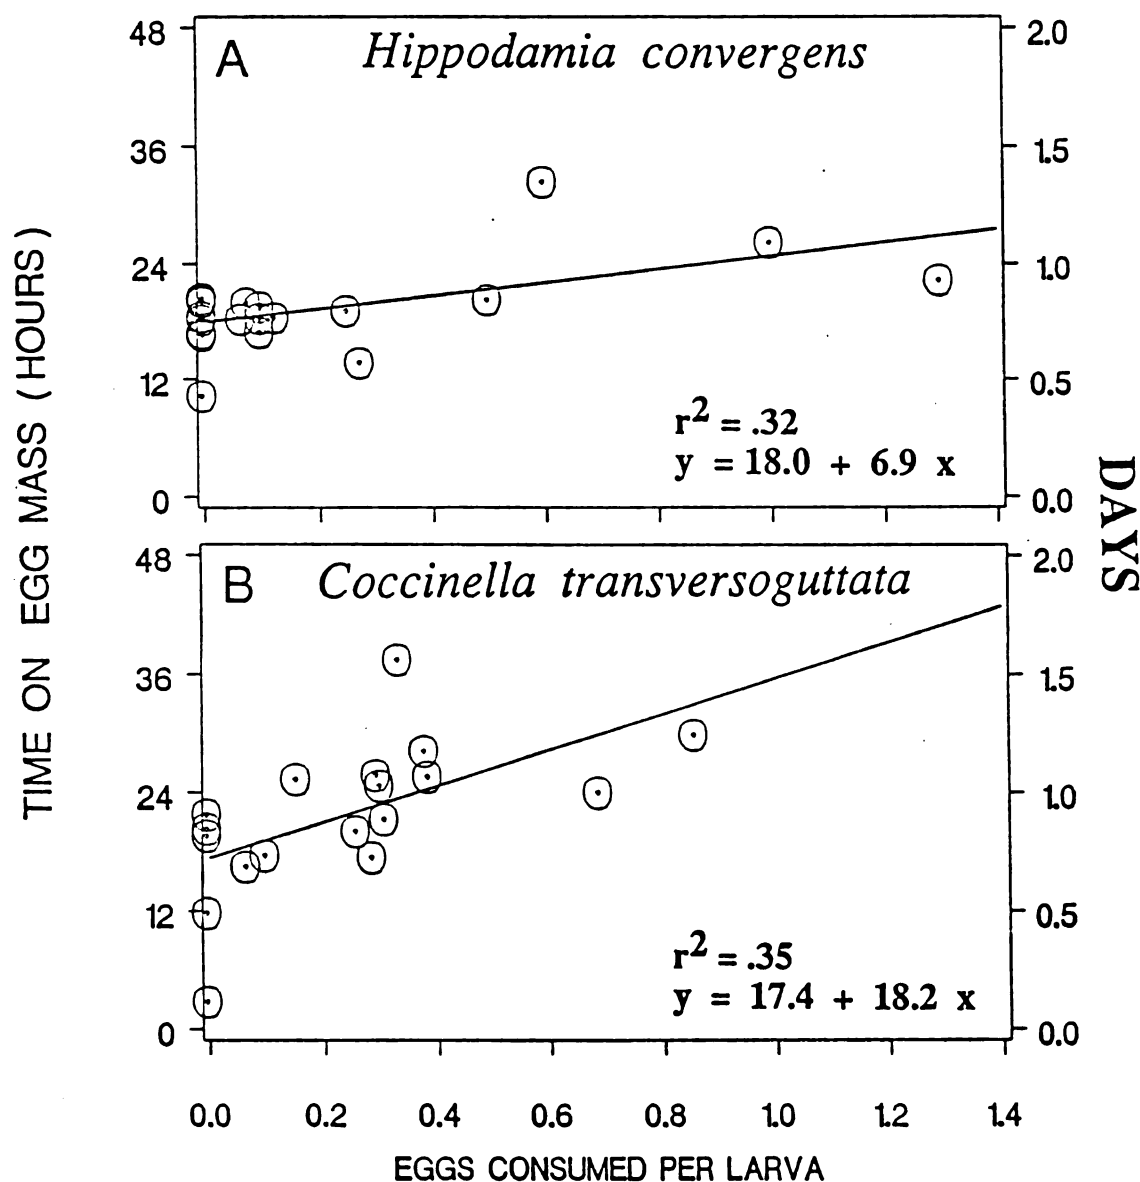 A Hippodamia convergens
48
36
24
12
0
2.0
1.5
1.0
0.5
0.0
r2 = .32
y = 18.0 + 6.9 x
B Coccinella transversoguttata
48
36
24
12
0
2.0
1.5
1.0
0.5
0.0
r2 = .35
y = 17.4 + 18.2 x
0.0 0.2 0.4 0.6 0.8 1.0 1.2 1.4
EGGS CONSUMED PER LARVA
TIME ON EGG MASS (HOURS)
DAYS